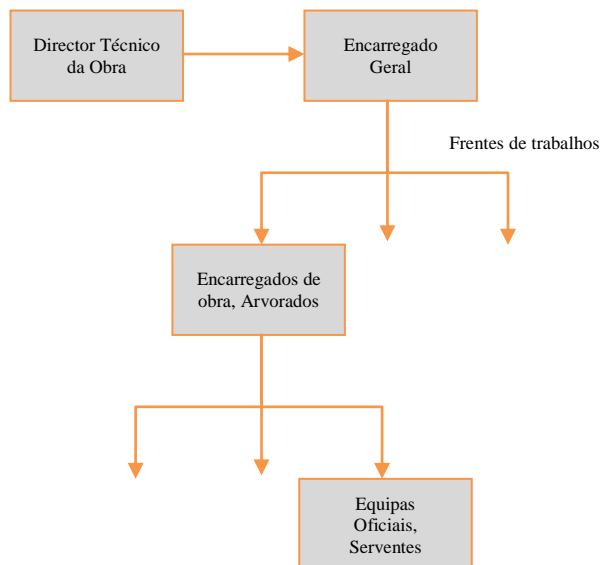 Director Técnico
da Obra
Encarregado
Geral
Frentes de trabalhos
Encarregados de
obra, Arvorados
Equipas
Oficiais,
Serventes